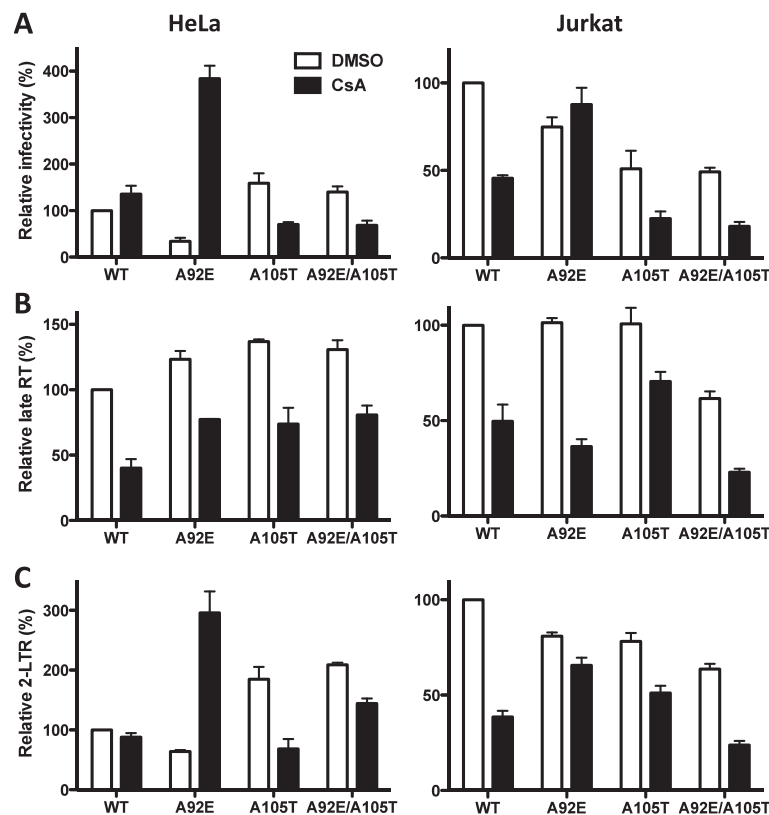 A HeLa Jurkat
DMSO
CsA
Relative infectivity (%)
400
300
200
100
0
WT A92E A105T A92E/A105T
100
50
0
WT A92E A105T A92E/A105T
B
Relative late RT (%)
150
100
50
0
WT A92E A105T A92E/A105T
100
50
0
WT A92E A105T A92E/A105T
C
Relative 2-LTR (%)
300
200
100
0
WT A92E A105T A92E/A105T
100
50
0
WT A92E A105T A92E/A105T